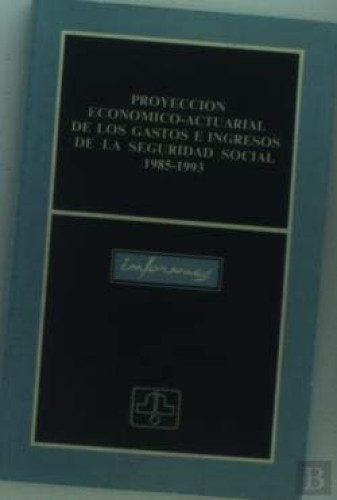 PROYECCION
ECONOMICO-ACTUARIAL
DE LOS GASTOS E INGRESOS
DE LA SEGURIDAD SOCIAL
1985-1993
informes
B